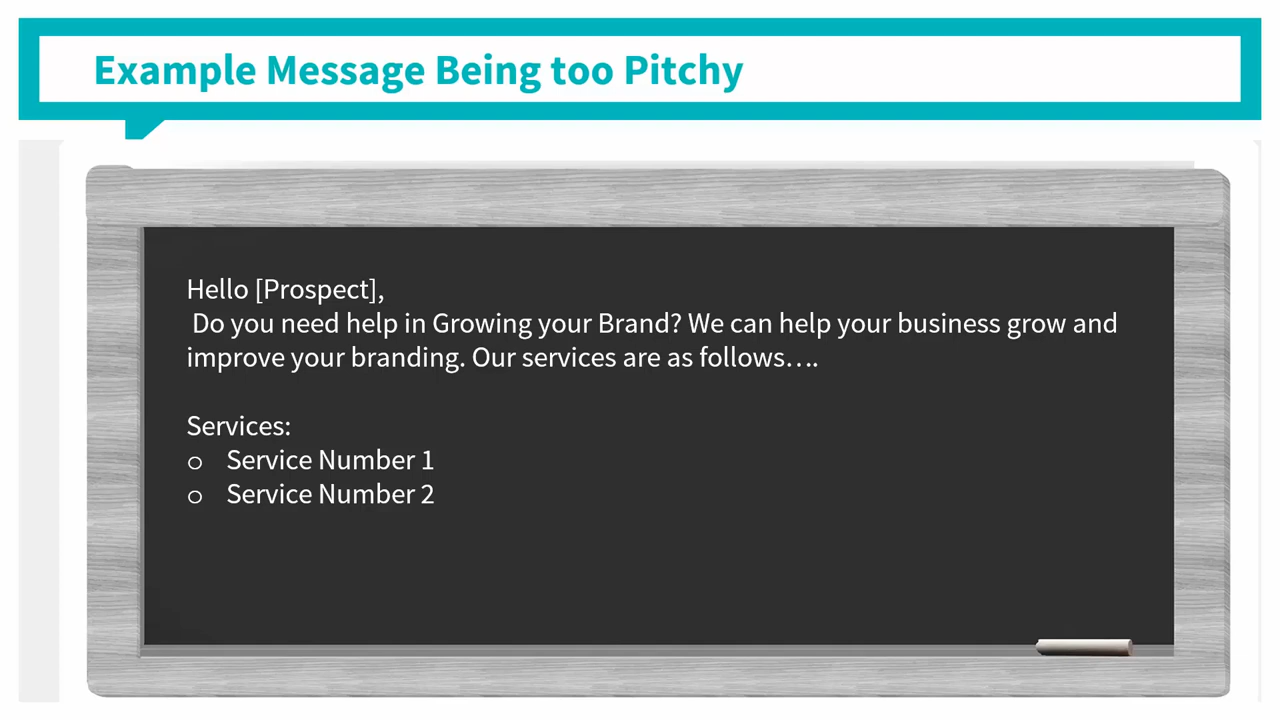 Example Message Being too Pitchy
Hello [Prospect],
Do you need help in Growing your Brand? We can help your business grow and
improve your branding. Our services are as follows….
Services:
o Service Number 1
o Service Number 2